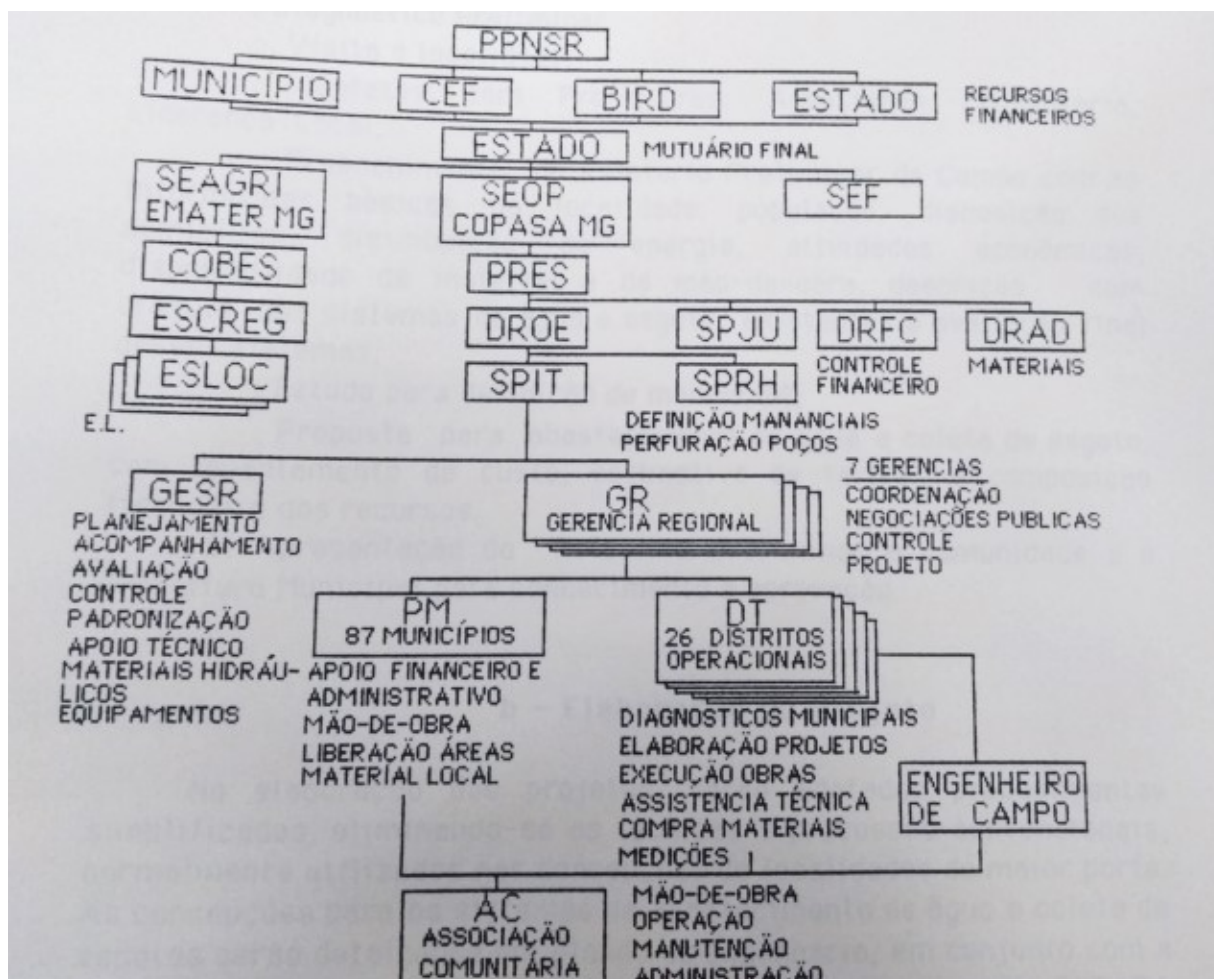 PPNSR
MUNICIPIO
CEF
BIRD
ESTADO
RECURSOS
FINANCEIROS
ESTADO
MUTUÁRIO FINAL
SEAGRI
EMATER MG
SEOP
COPASA MG
SEF
COBES
PRES
ESCREG
DROE
SPJU
DRFC
DRAD
CONTROLE
FINANCEIRO
MATERIAIS
ESLOC
SPIT
SPRH
E.L.
DEFINIÇÃO MANANCIAIS
PERFURAÇÃO POÇOS
GESR
PLANEJAMENTO
ACOMPANHAMENTO
AVALIAÇÃO
CONTROLE
PADRONIZAÇÃO
APOIO TÉCNICO
MATERIAIS HIDRÁU-
LICOS
EQUIPAMENTOS
GR
GERENCIA REGIONAL
7 GERENCIAS
COORDENAÇÃO
NEGOCIAÇÕES PUBLICAS
CONTROLE
PROJETO
PM
87 MUNICÍPIOS
APOIO FINANCEIRO E
ADMINISTRATIVO
MÃO-DE-OBRA
LIBERAÇÃO ÁREAS
MATERIAL LOCAL
DT
26 DISTRITOS
OPERACIONAIS
DIAGNOSTICOS MUNICIPAIS
ELABORAÇÃO PROJETOS
EXECUÇÃO OBRAS
ASSISTENCIA TÉCNICA
COMPRA MATERIAIS
MEDIÇÕES
ENGENHEIRO
DE CAMPO
AC
ASSOCIAÇÃO
COMUNITÁRIA
MÃO-DE-OBRA
OPERAÇÃO
MANUTENÇÃO
ADMINISTRAÇÃO